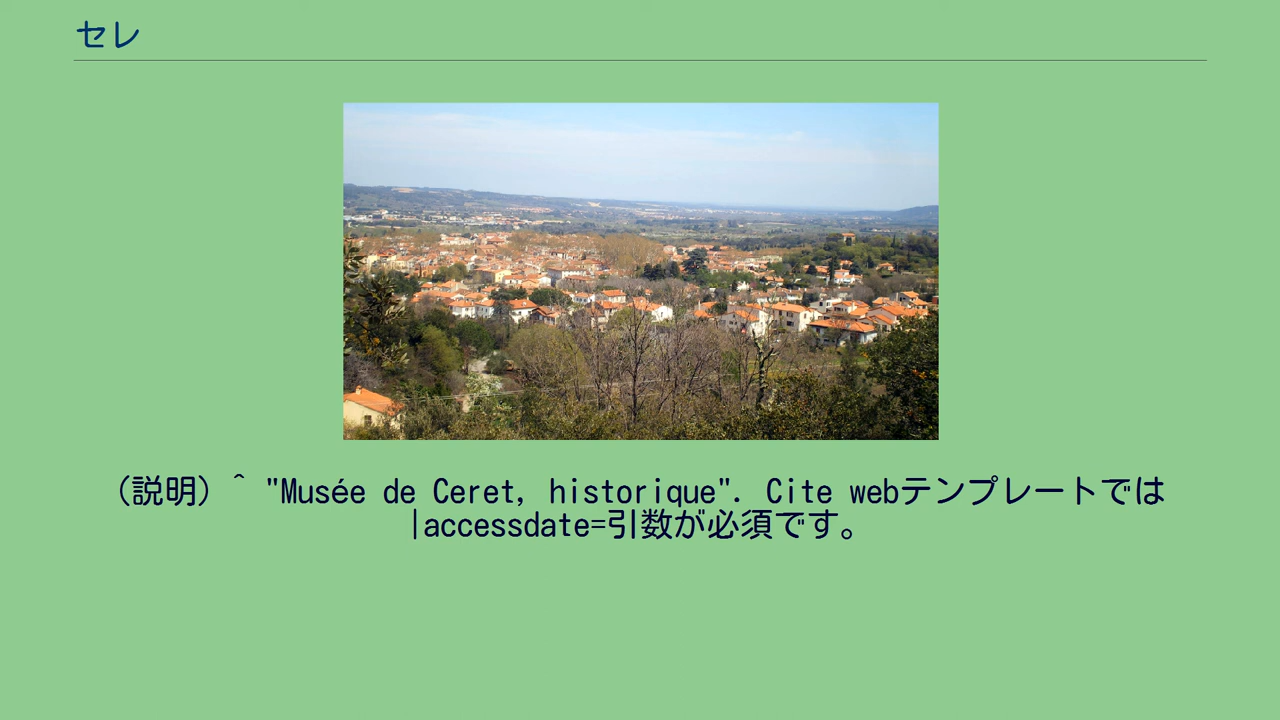 セレ
（説明）^ "Musée de Ceret, historique". Cite webテンプレートでは
|accessdate=引数が必須です。